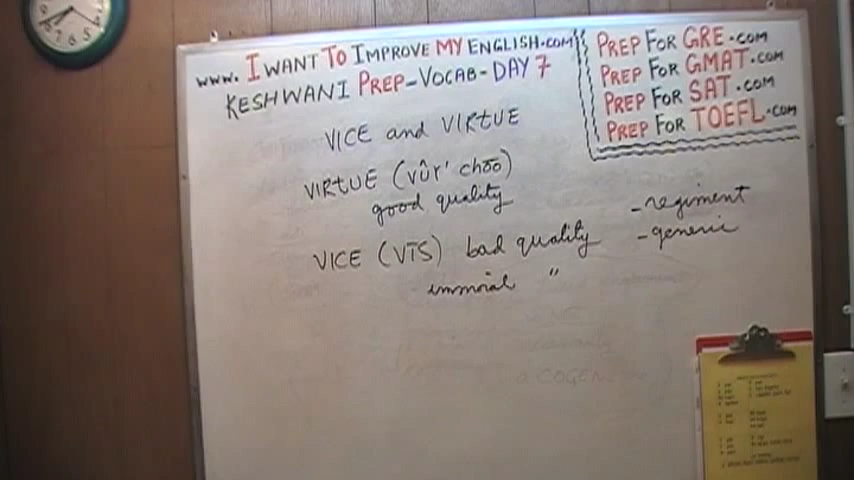 www. I WANT TO IMPROVE MY ENGLISH.COM
KESHWANI PREP-VOCAB-DAY 7
PREP FOR GRE.COM
PREP FOR GMAT.COM
PREP FOR SAT.COM
PREP FOR TOEFL.COM
VICE and VIRTUE
VIRTUE (vûr' choo)
good quality
VICE (VĪS) bad quality
immoral "
-regiment
-generic